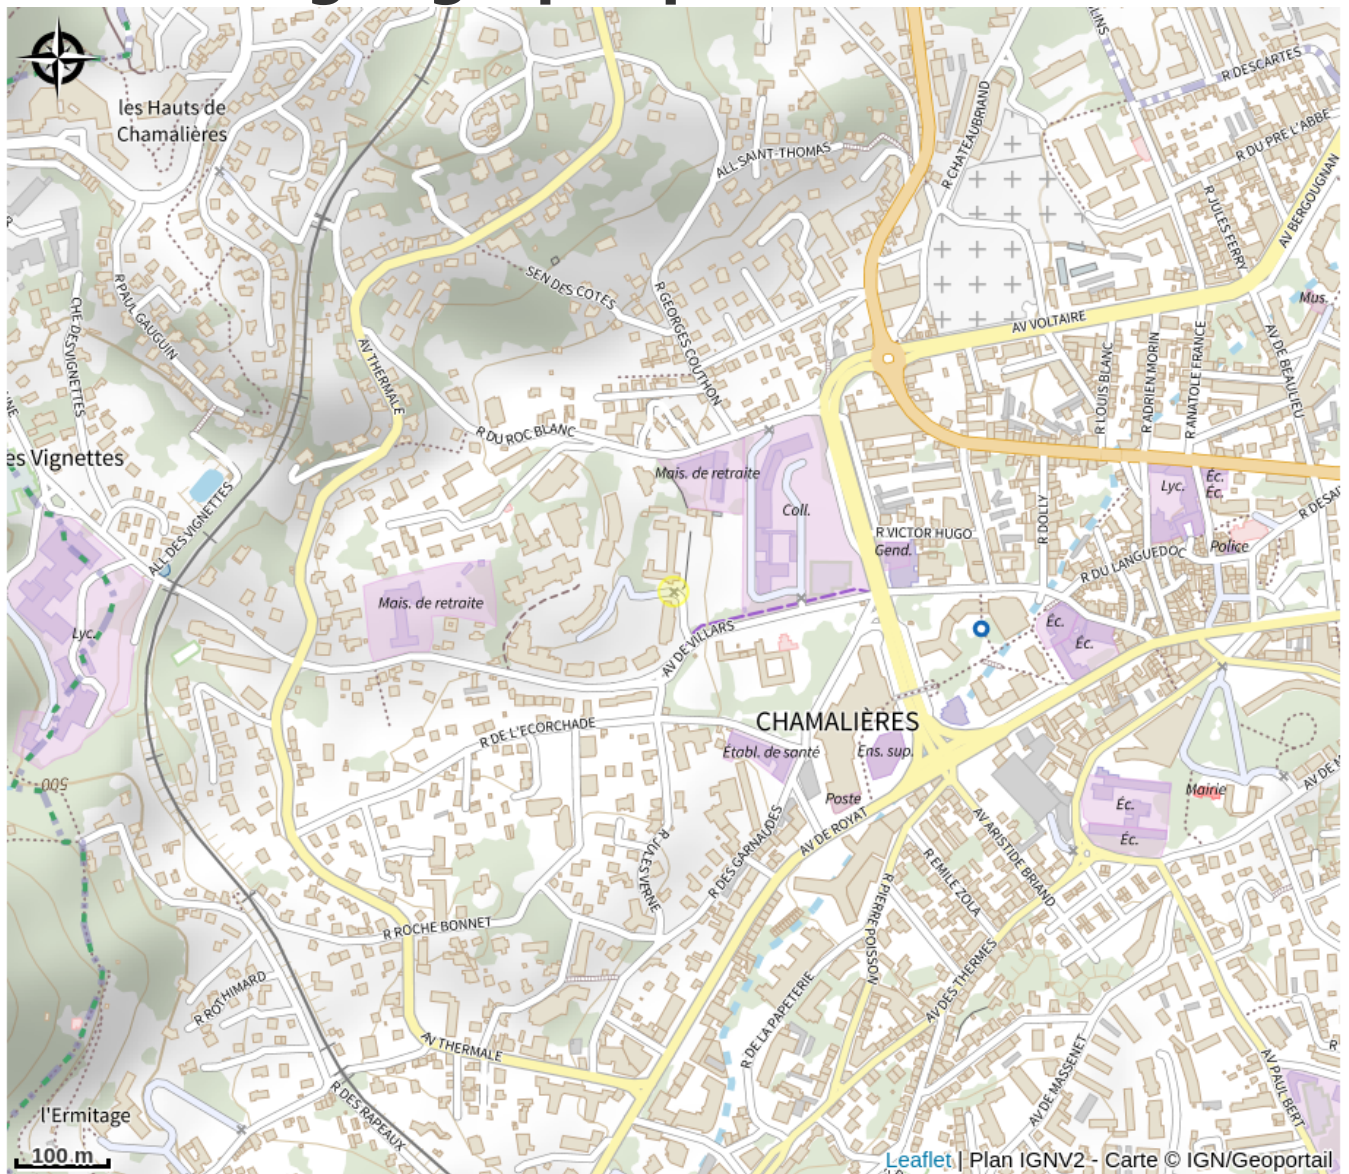 R DESCARTES
les Hauts de
Chamalières
R CHATEAUBRIAND
R DU PRE L'ABBE
ALL SAINT-THOMAS
AV BERGOUGNAN
R JULES FERRY
SEN DES COTES
R PAUL GAUGUIN
CHE DES VIGNETTES
R GEORGES COUTHON
Mus.
AV VOLTAIRE
AV THERMALE
R LOUIS BLANC
R ADRIEN MORIN
R ANATOLE FRANCE
AV DE BEAULIEU
R DU ROC BLANC
es Vignettes
Mais. de retraite
Coll.
Lyc.
Éc.
Éc.
ALL DES VIGNETTES
R VICTOR HUGO
Gend.
R DOLLY
Police
R DU LANGUEDOC
Mais. de retraite
Lyc.
AV DE VILLARS
Éc.
Éc.
R DE L'ECORCHADE
CHAMALIÈRES
Établ. de santé
Ens. sup.
500
Poste
Mairie
Éc.
Éc.
AV DE ROYAT
R DES GARNAUDES
R JULES VERNE
AV ARISTIDE BRIAND
R EMILE ZOLA
R PIERRE POISSON
R ROCHE BONNET
R ROTHIMARD
AV DES THERMES
R DE LA PAPETERIE
AV THERMALE
AV DE MASSENET
AV PAUL BERT
R DES RAPEAUX
l'Ermitage
100 m
Leaflet | Plan IGNV2 - Carte © IGN/Geoportail